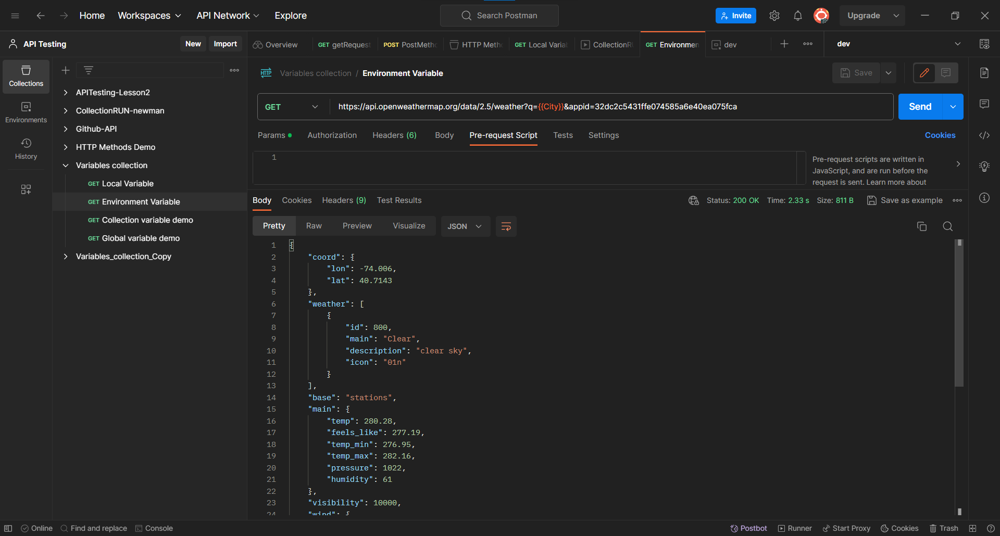 Home Workspaces API Network Explore Search Postman Invite Upgrade
API Testing New Import
Overview GET getRequest POST PostMeth HTTP Meth GET Local Varia CollectionR GET Environmen dev dev
Collections
Environments
History
APITesting-Lesson2
CollectionRUN-newman
Github-API
HTTP Methods Demo
Variables collection
GET Local Variable
GET Environment Variable
GET Collection variable demo
GET Global variable demo
Variables_collection_Copy
HTTP Variables collection / Environment Variable Save
GET https://api.openweathermap.org/data/2.5/weather?q={{City}}&appid=32dc2c5431ffe074585a6e40ea075fca Send
Params Authorization Headers (6) Body Pre-request Script Tests Settings Cookies
1
Pre-request scripts are written in
JavaScript, and are run before the
request is sent. Learn more about
Body Cookies Headers (9) Test Results Status: 200 OK Time: 2.33 s Size: 811 B Save as example
Pretty Raw Preview Visualize JSON
1 {
2 "coord": {
3 "lon": -74.006,
4 "lat": 40.7143
5 },
6 "weather": [
7 {
8 "id": 800,
9 "main": "Clear",
10 "description": "clear sky",
11 "icon": "01n"
12 }
13 ],
14 "base": "stations",
15 "main": {
16 "temp": 280.28,
17 "feels_like": 277.19,
18 "temp_min": 276.95,
19 "temp_max": 282.16,
20 "pressure": 1022,
21 "humidity": 61
22 },
23 "visibility": 10000,
24 "wind": {
Online Find and replace Console Postbot Runner Start Proxy Cookies Trash